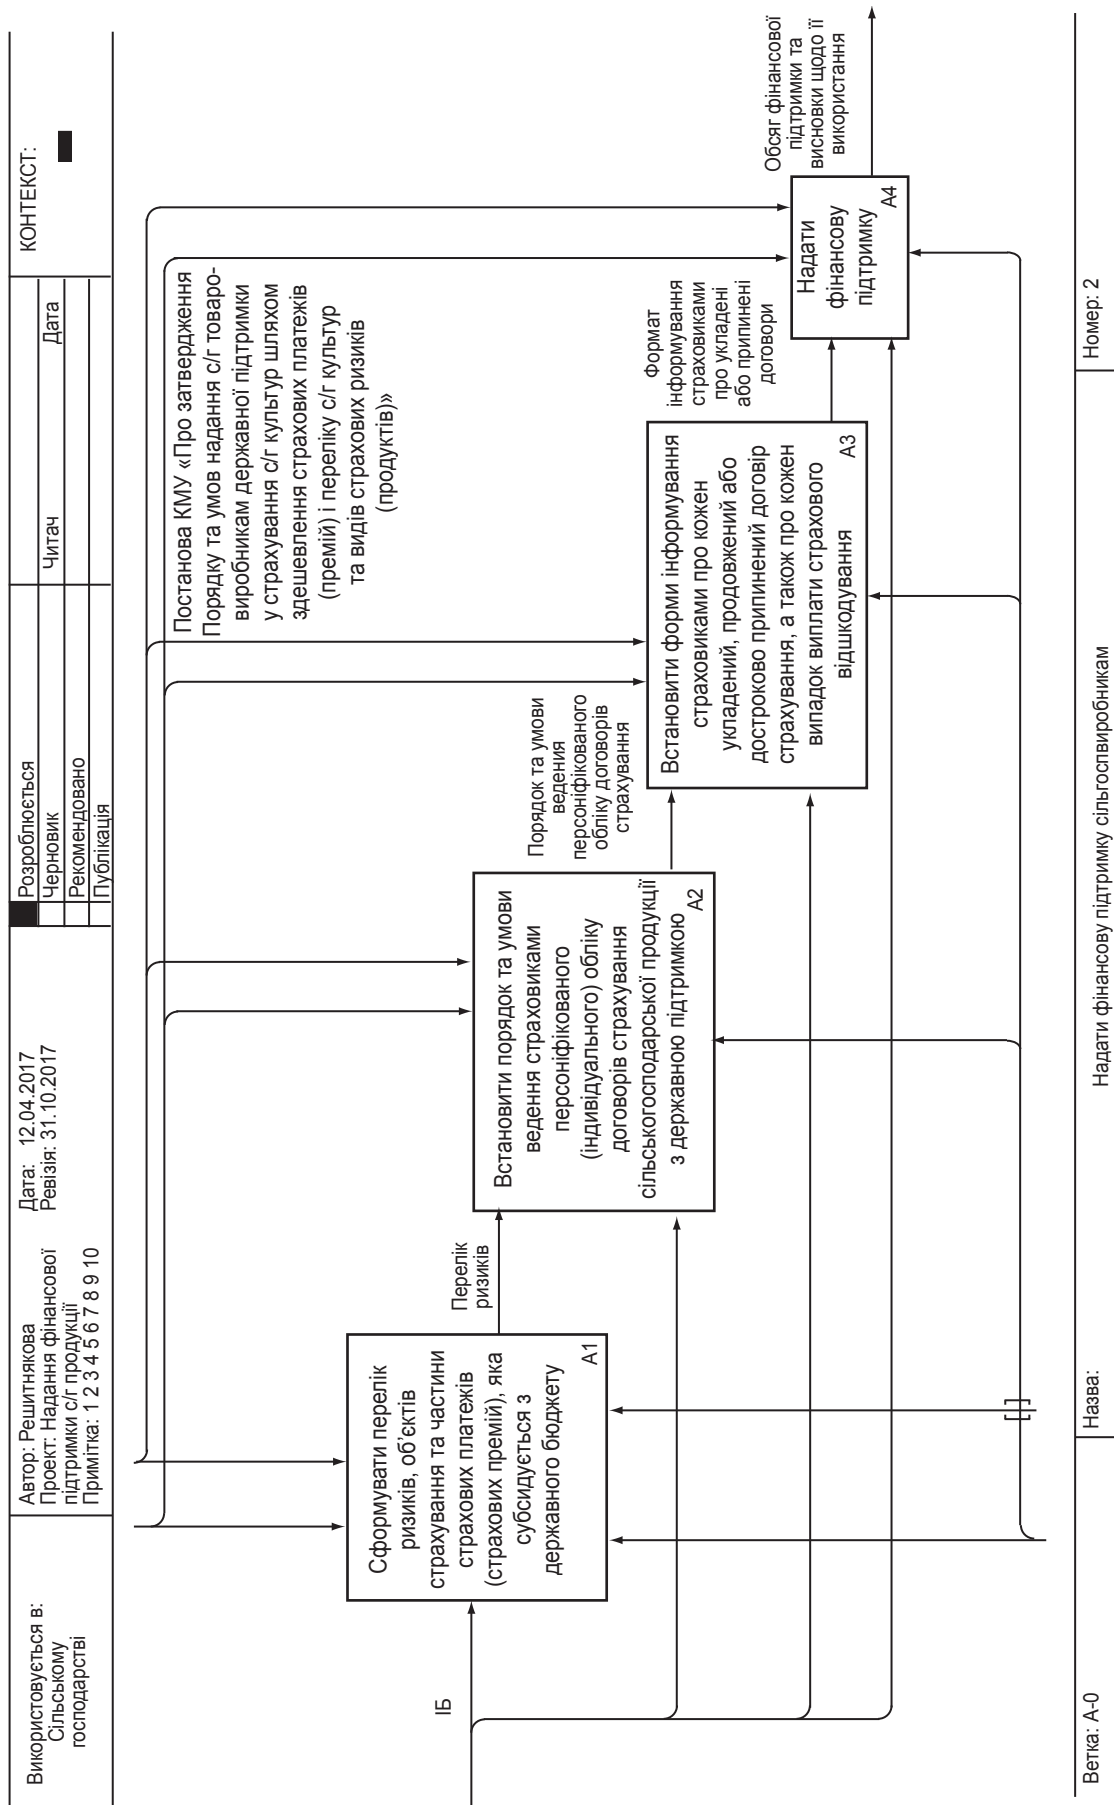 Використовується в:
Сільському
господарстві
Автор: Решитнякова
Проект: Надання фінансової
підтримки с/г продукції
Примітка: 1 2 3 4 5 6 7 8 9 10
Дата: 12.04.2017
Ревізія: 31.10.2017
Розроблюється
Черновик
Рекомендовано
Публікація
Читач
Дата
КОНТЕКСТ:
Постанова КМУ «Про затвердження
Порядку та умов надання с/г товаро-
виробникам державної підтримки
у страхування с/г культур шляхом
здешевлення страхових платежів
(премій) і переліку с/г культур
та видів страхових ризиків
(продуктів)»
ІБ
Сформувати перелік
ризиків, об’єктів
страхування та частини
страхових платежів
(страхових премій), яка
субсидується з
державного бюджету
А1
Перелік
ризиків
Встановити порядок та умови
ведення страховиками
персоніфікованого
(індивідуального) обліку
договорів страхування
сільськогосподарської продукції
з державною підтримкою
А2
Порядок та умови
ведения
персоніфікованого
обліку договорів
страхування
Встановити форми інформування
страховиками про кожен
укладений, продовжений або
достроково припинений договір
страхування, а також про кожен
випадок виплати страхового
відшкодування
А3
Формат
інформування
страховиками
про укладені
або припинені
договори
Надати
фінансову
підтримку
А4
Обсяг фінансової
підтримки та
висновки щодо її
використання
Ветка: А-0
Назва:
Надати фінансову підтримку сільгоспвиробникам
Номер: 2